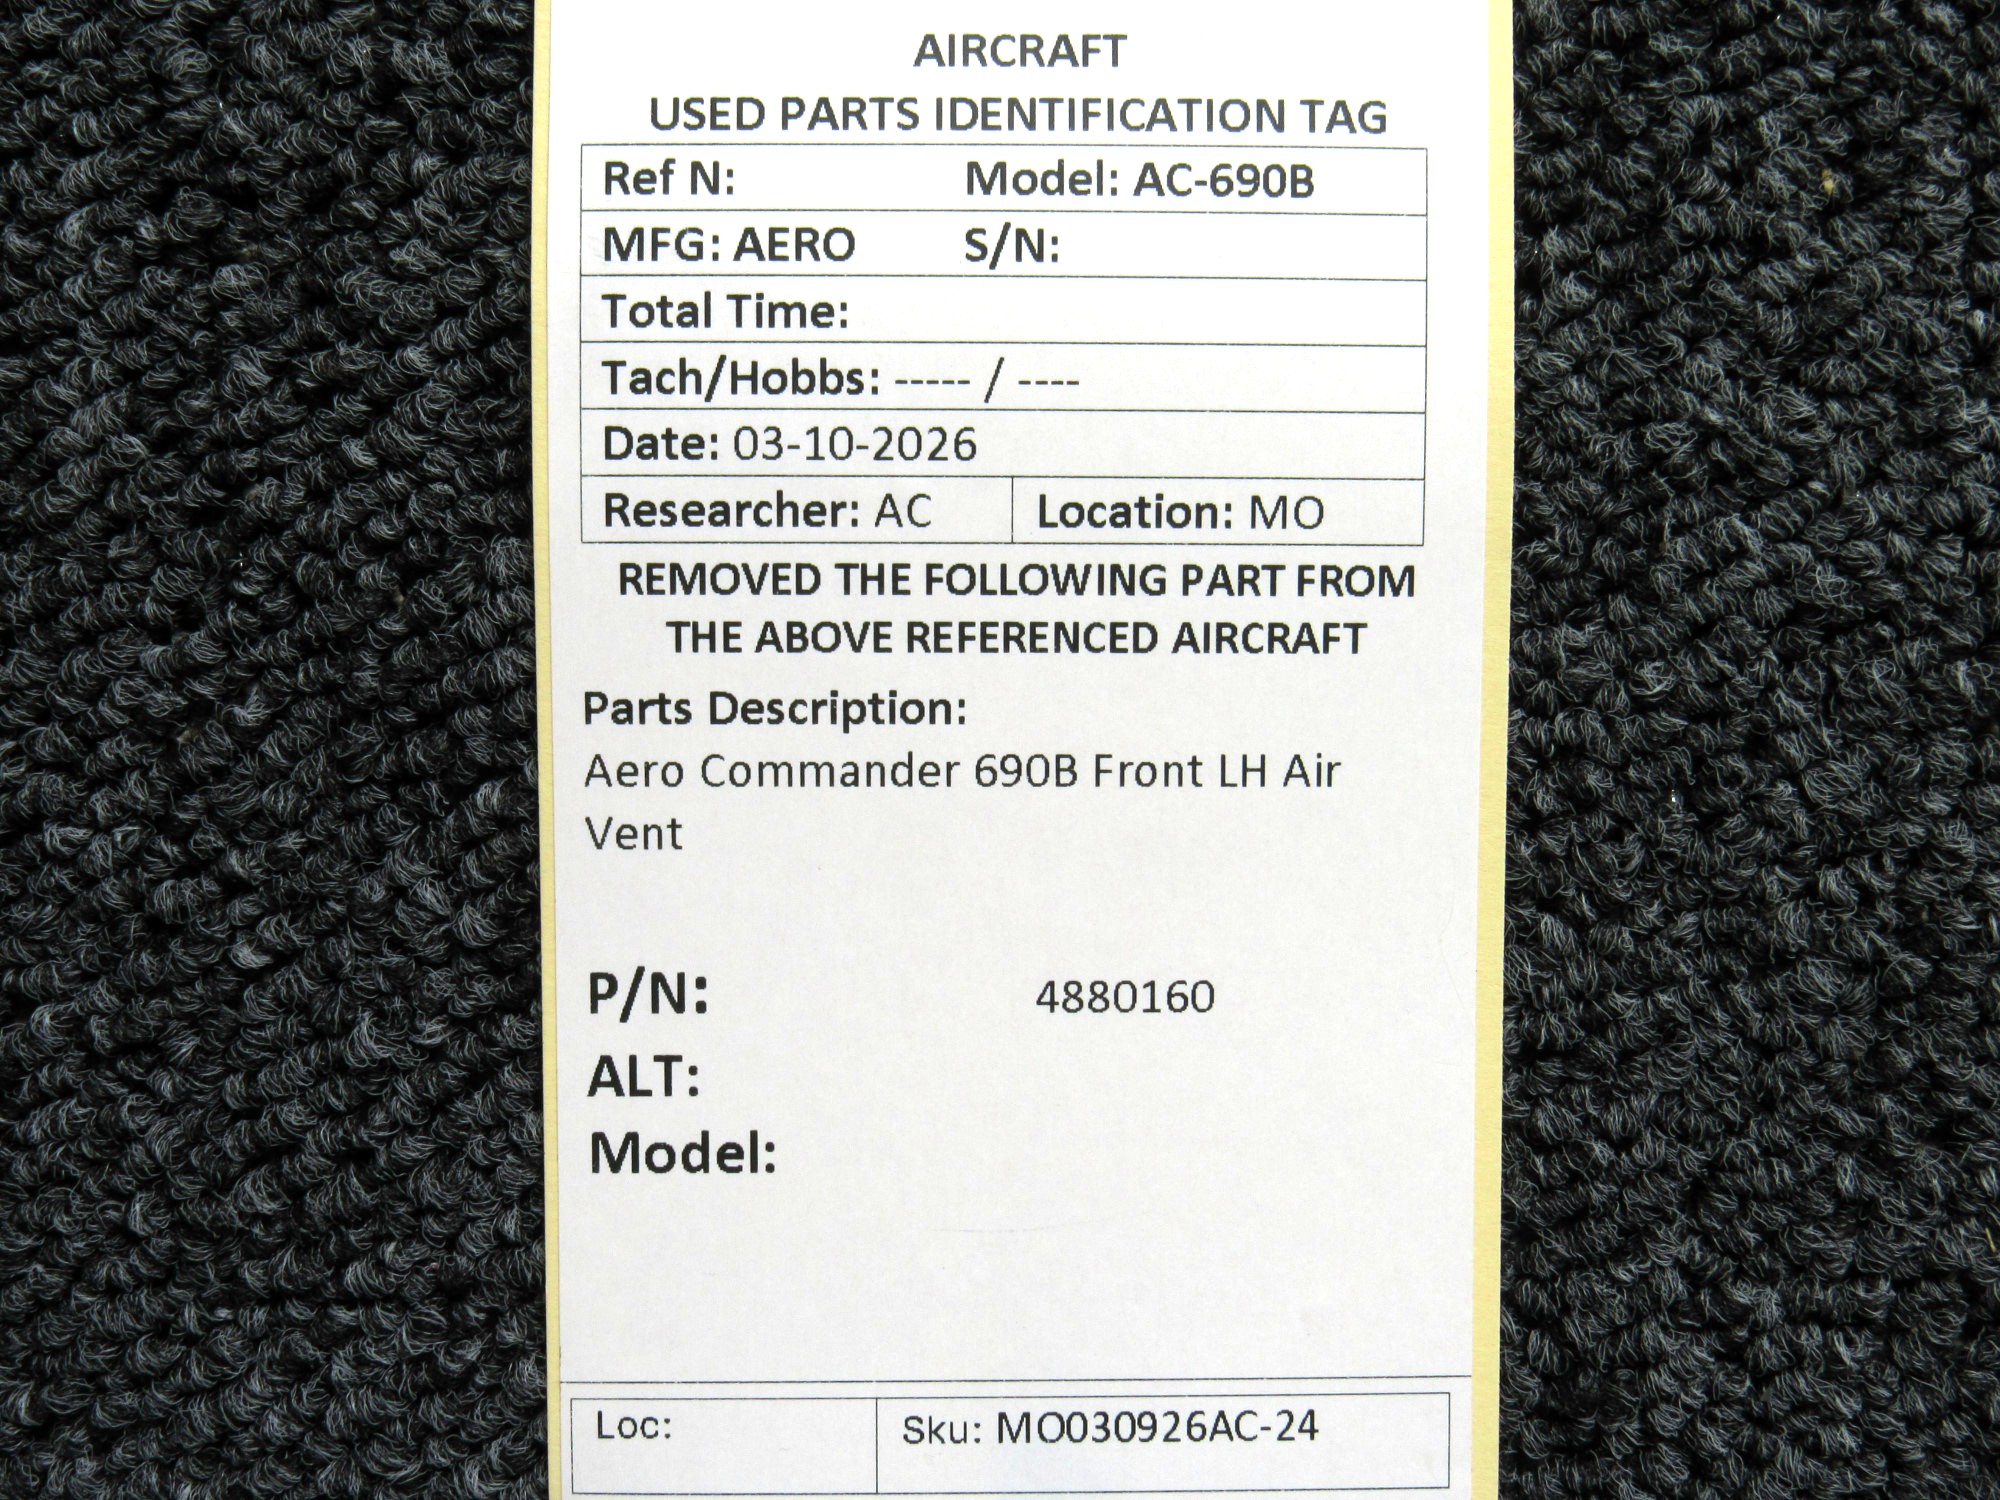 AIRCRAFT
USED PARTS IDENTIFICATION TAG
Ref N: Model: AC-690B
MFG: AERO S/N:
Total Time:
Tach/Hobbs: ----- / ----
Date: 03-10-2026
Researcher: AC Location: MO
REMOVED THE FOLLOWING PART FROM
THE ABOVE REFERENCED AIRCRAFT
Parts Description:
Aero Commander 690B Front LH Air
Vent
P/N: 4880160
ALT:
Model:
Loc: Sku: MO030926AC-24